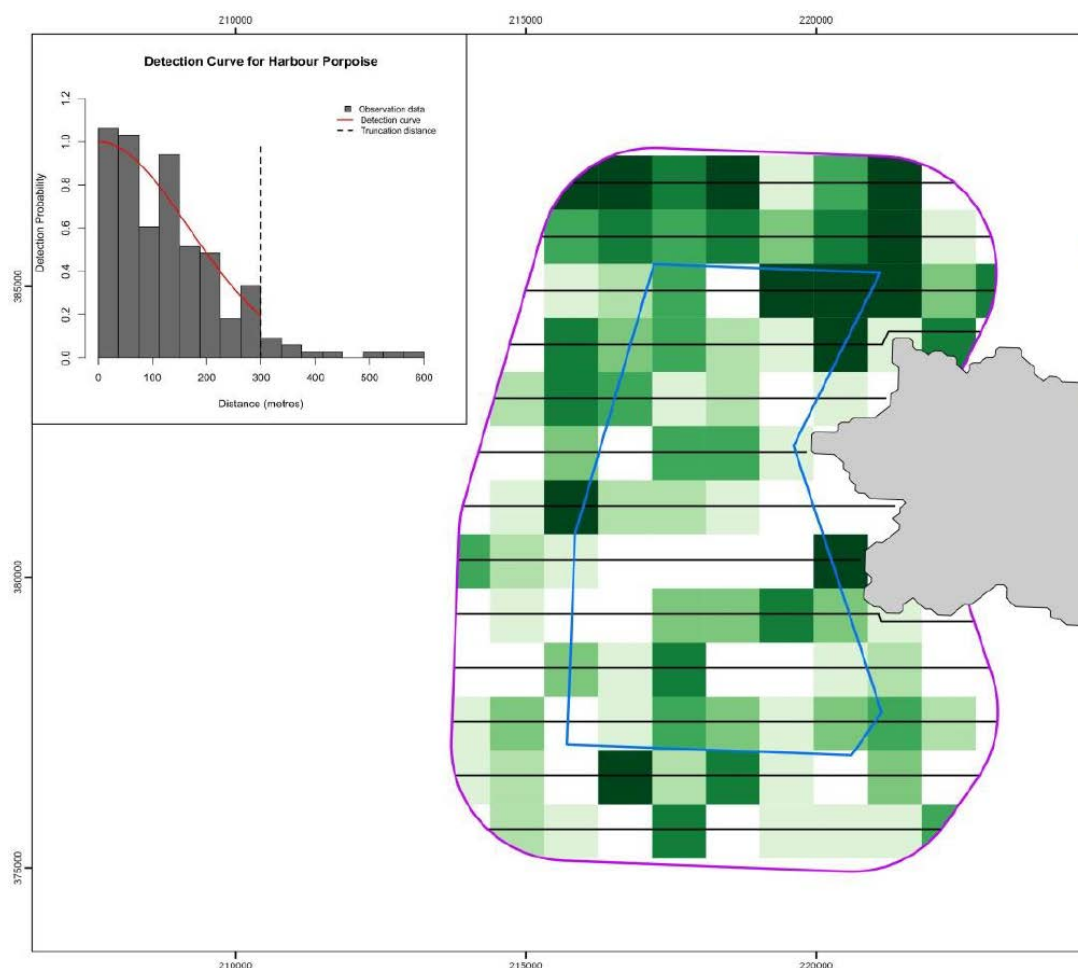 210000 215000 220000
Detection Curve for Harbour Porpoise
Observation data
Detection curve
Truncation distance
Detection Probability
1.2
1.0
0.8
0.6
0.4
0.2
0.0
0 100 200 300 400 500 600
Distance (metres)
385000
380000
375000
210000 215000 220000